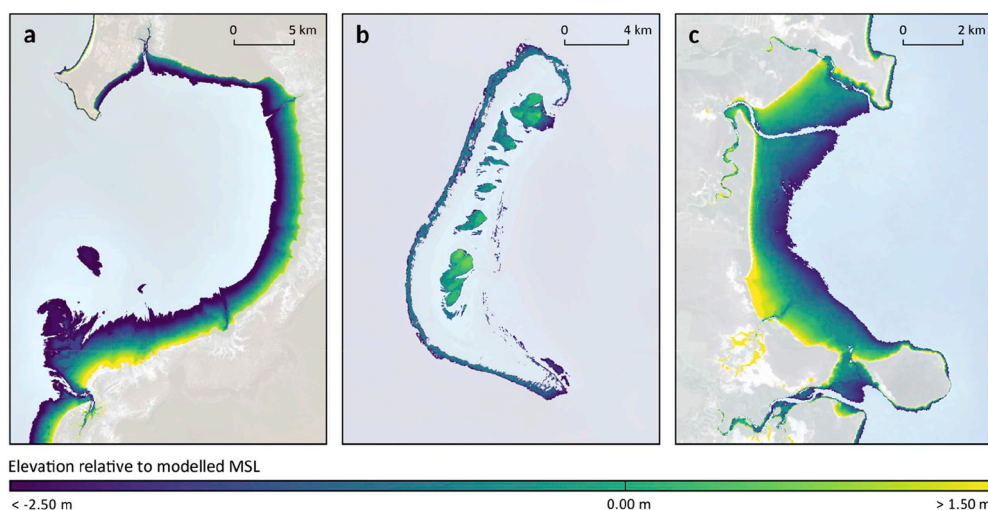 a
0 5 km
b
0 4 km
c
0 2 km
Elevation relative to modelled MSL
< -2.50 m 0.00 m > 1.50 m